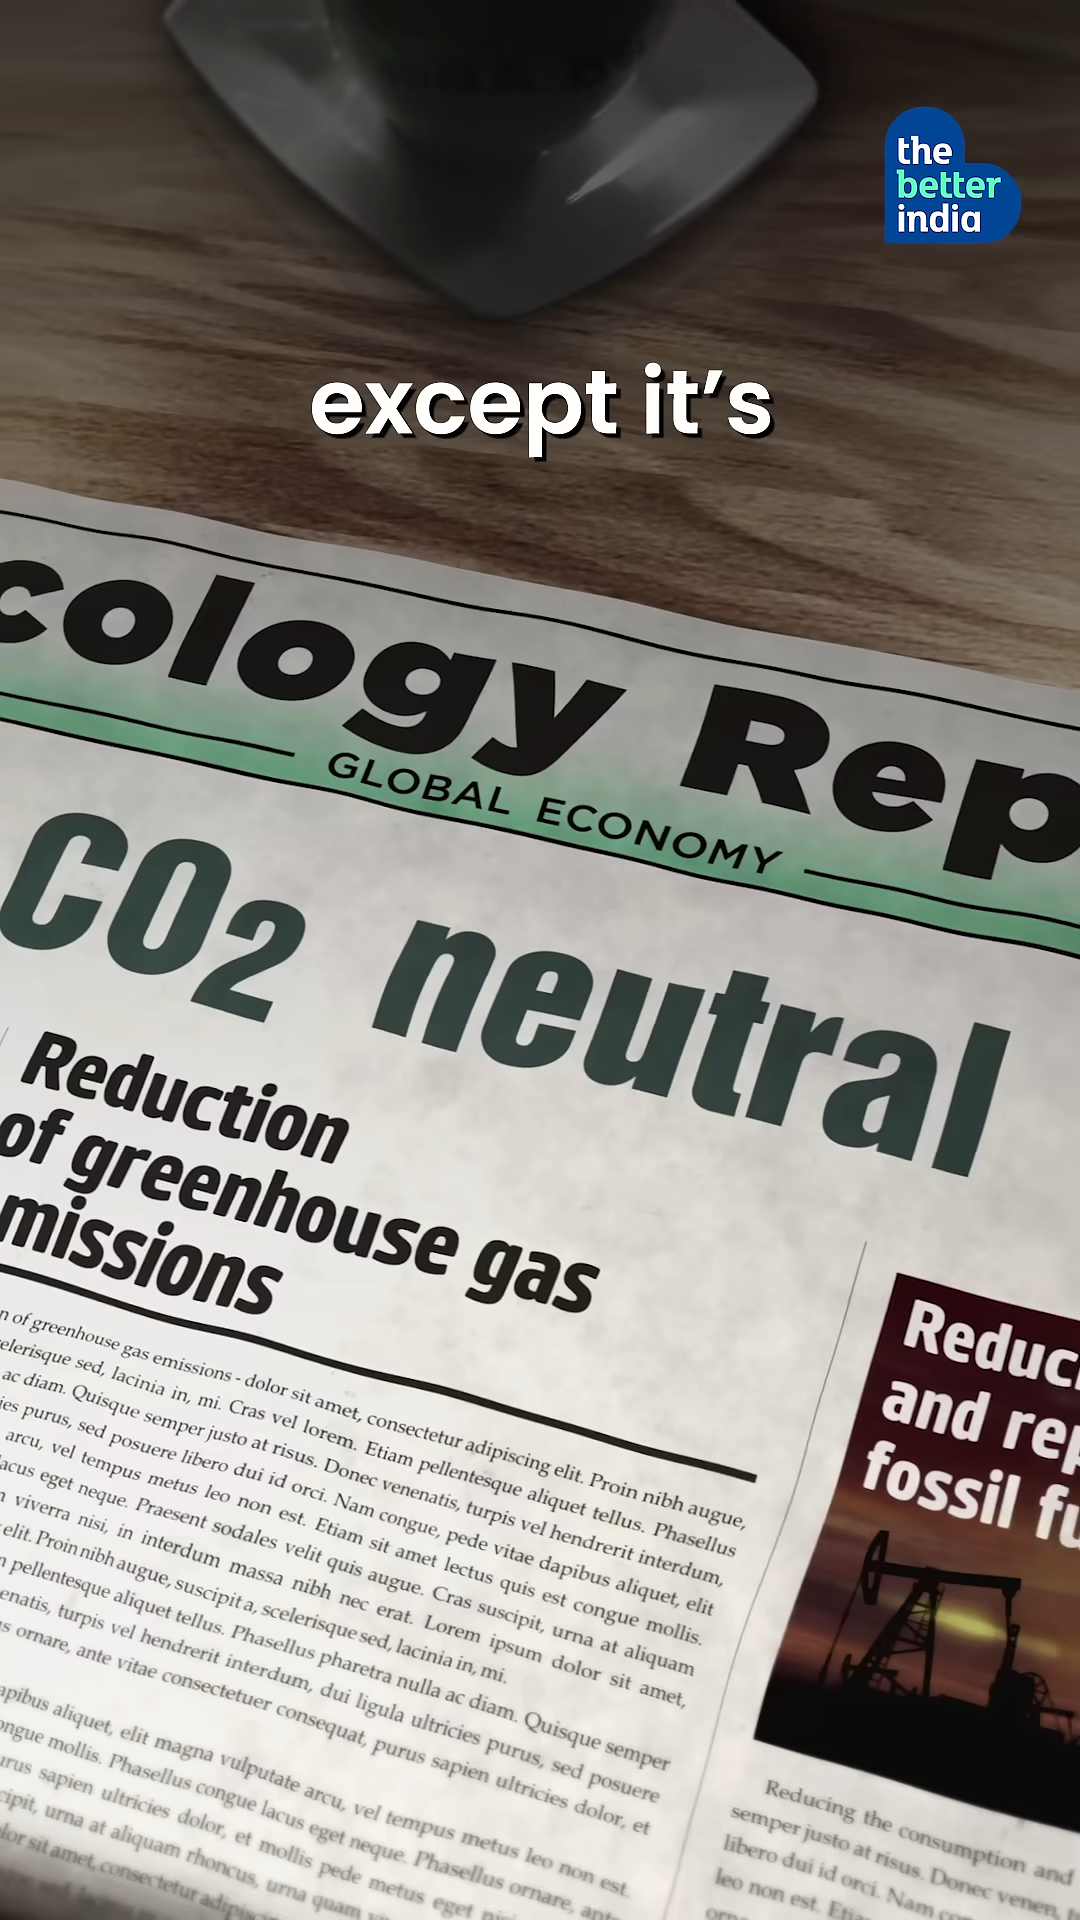 the
better
india
except it’s
cology Rep
GLOBAL ECONOMY
CO2 neutral
Reduction
of greenhouse gas
missions
n of greenhouse gas emissions - dolor sit amet, consectetur adipiscing elit. Proin nibh augue,
elerisque sed, lacinia in, mi. Cras vel lorem. Etiam pellentesque aliquet tellus. Phasellus
ac diam. Quisque semper justo at risus. Donec venenatis, turpis vel hendrerit interdum,
ies purus, sed posuere libero dui id orci. Nam congue, pede vitae dapibus aliquet, elit
arcu, vel tempus metus leo non est. Etiam sit amet lectus quis est congue mollis.
lacus eget neque. Praesent sodales velit quis augue. Cras suscipit, urna at aliquam
viverra nisi, in interdum massa nibh nec erat. Lorem ipsum dolor sit amet,
elit. Proin nibh augue, suscipit a, scelerisque sed, lacinia in, mi.
pellentesque aliquet tellus. Phasellus pharetra nulla ac diam. Quisque semper
enatis, turpis vel hendrerit interdum, dui ligula ultricies purus, sed posuere
s ornare, ante vitae consectetuer consequat, purus sapien ultricies dolor, et
apibus aliquet, elit magna vulputate arcu, vel tempus metus leo non est.
ongue mollis. Phasellus congue lacus eget neque. Phasellus ornare, ante
urus sapien ultricies dolor, et mollis pede metus eget nisi
cipit, urna at aliquam rhoncus, urna quam
lor sit amet, consectetur adipiscing
Reduci
and rep
fossil fu
Reducing the consumption and
semper justo at risus. Donec venen
libero dui id orci. Nam con
leo non est. Etia